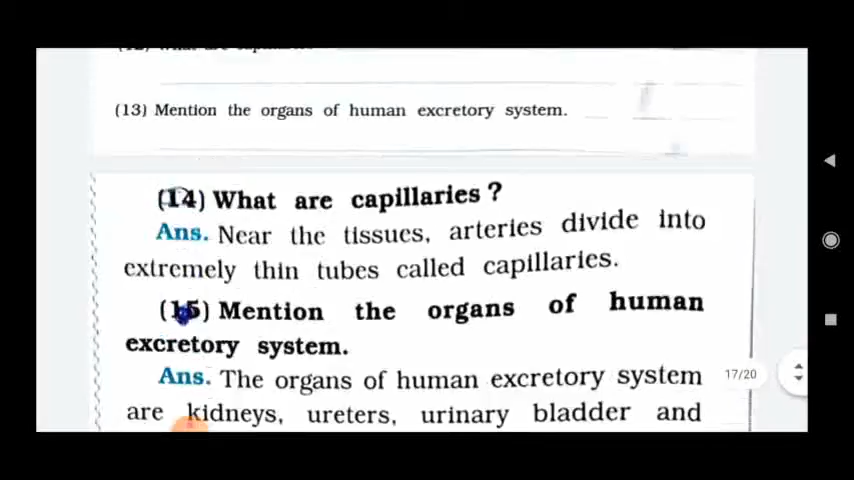 (13) Mention the organs of human excretory system.
(14) What are capillaries ?
Ans. Near the tissues, arteries divide into
extremely thin tubes called capillaries.
(15) Mention the organs of human
excretory system.
Ans. The organs of human excretory system
17/20
are kidneys, ureters, urinary bladder and